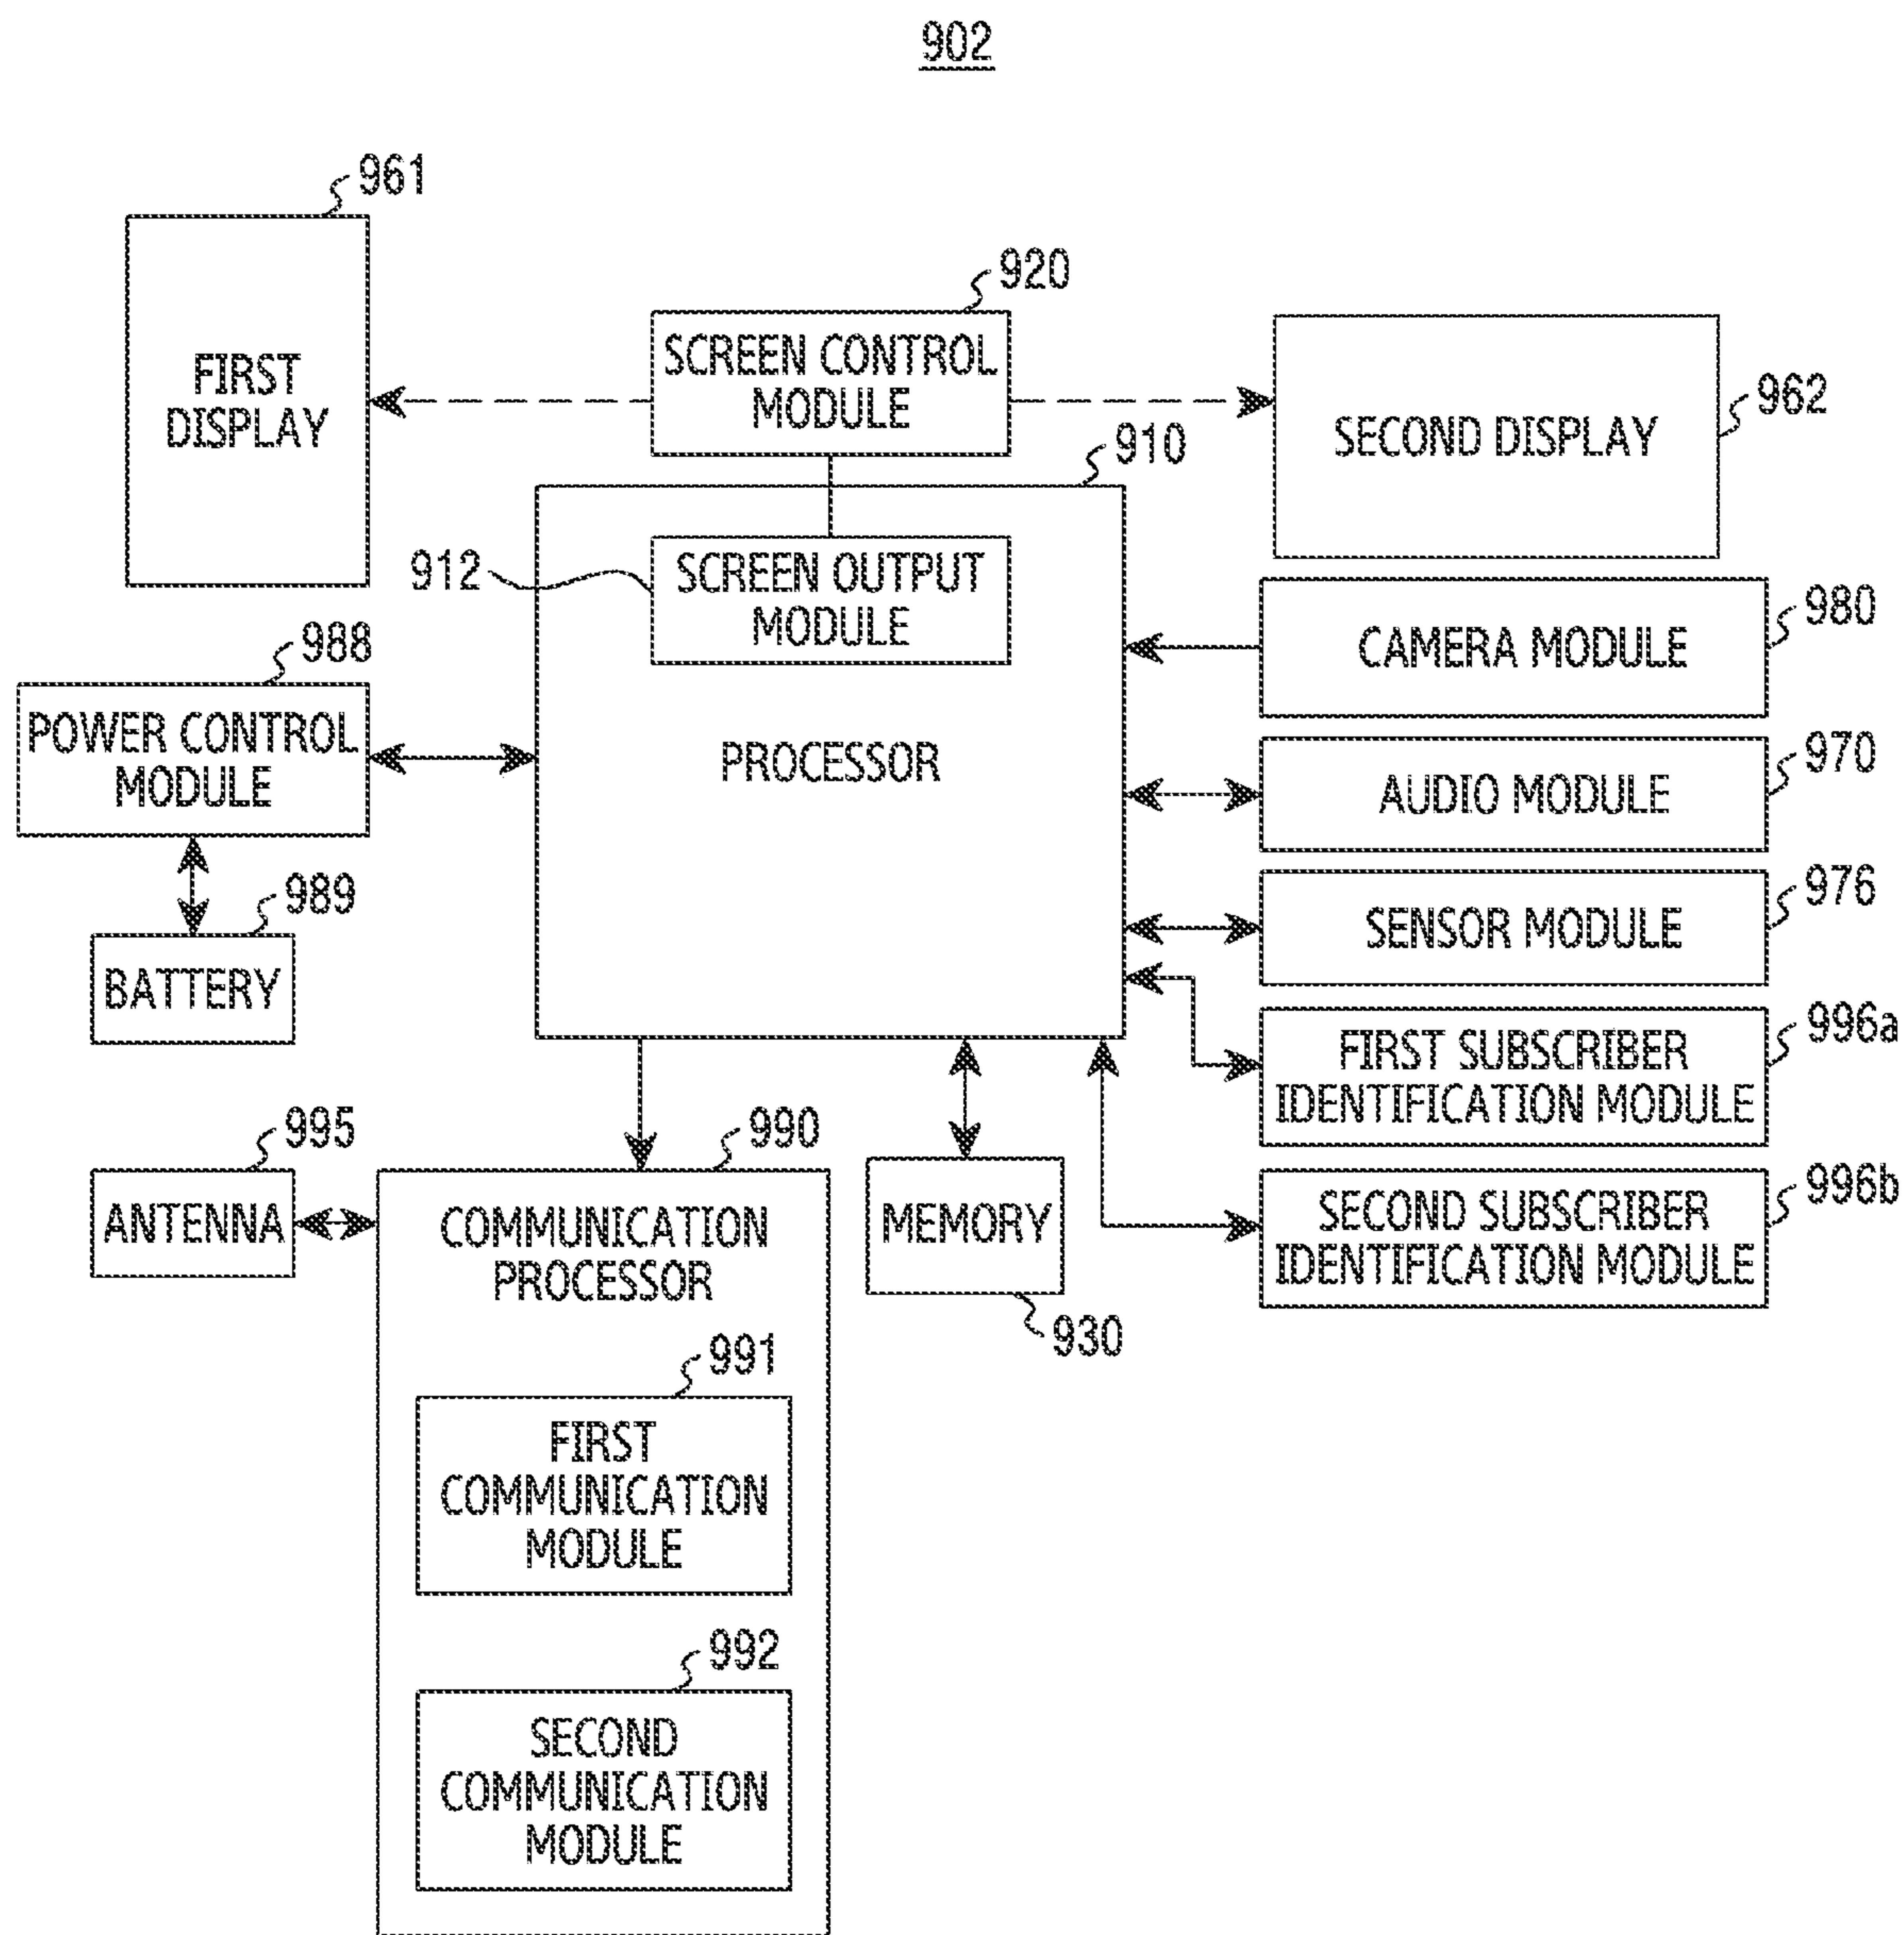 902
961
FIRST
DISPLAY
920
SCREEN CONTROL
MODULE
962
SECOND DISPLAY
910
912
SCREEN OUTPUT
MODULE
PROCESSOR
988
POWER CONTROL
MODULE
989
BATTERY
980
CAMERA MODULE
970
AUDIO MODULE
976
SENSOR MODULE
996a
FIRST SUBSCRIBER
IDENTIFICATION MODULE
996b
SECOND SUBSCRIBER
IDENTIFICATION MODULE
995
ANTENNA
990
COMMUNICATION
PROCESSOR
MEMORY
930
991
FIRST
COMMUNICATION
MODULE
992
SECOND
COMMUNICATION
MODULE